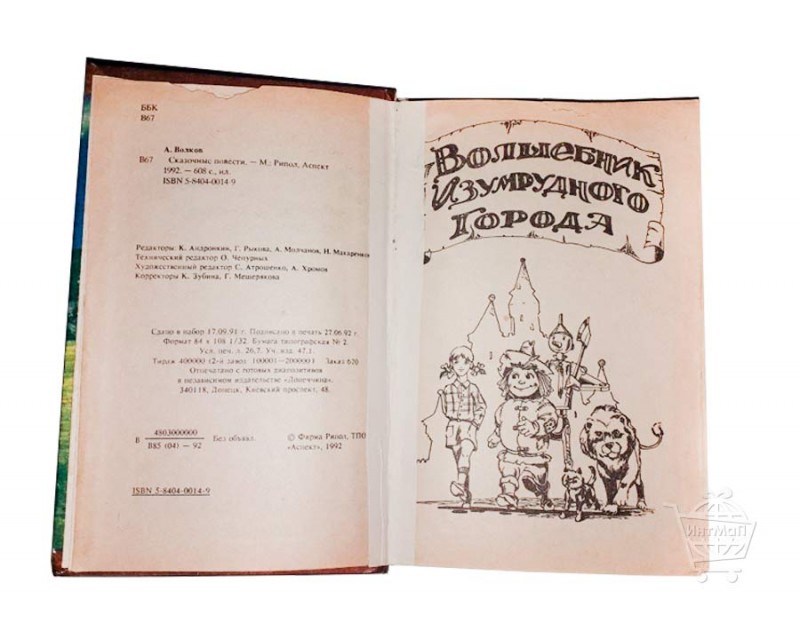 ББК
В67
А. Волков
В67 Сказочные повести. — М.: Рипол, Аспект
1992. — 608 с., ил.
ISBN 5-8404-0014-9
Редакторы: К. Андронкин, Г. Рыкова, А. Молчанов, И. Макаренко
Технический редактор О. Чепурных
Художественный редактор С. Атрошенко, А. Хромов
Корректоры К. Зубина, Г. Мещерякова
Сдано в набор 17.09.91 г. Подписано в печать 27.06.92 г.
Формат 84 х 108 1/32. Бумага типографская № 2.
Усл. печ. л. 26,7. Уч. изд. 47,1.
Тираж 400000 (2-й завод 100001—200000) Заказ 670
Отпечатано с готовых диапозитивов
в независимом издательстве «Донеччина».
340118, Донецк, Киевский проспект, 48.
В 4803000000 Без объявл.
В85 (04) — 92
© Фирма Рипол, ТПО
«Аспект», 1992
ISBN 5-8404-0014-9
Волшебник
Изумрудного
Города
ИнтМаП